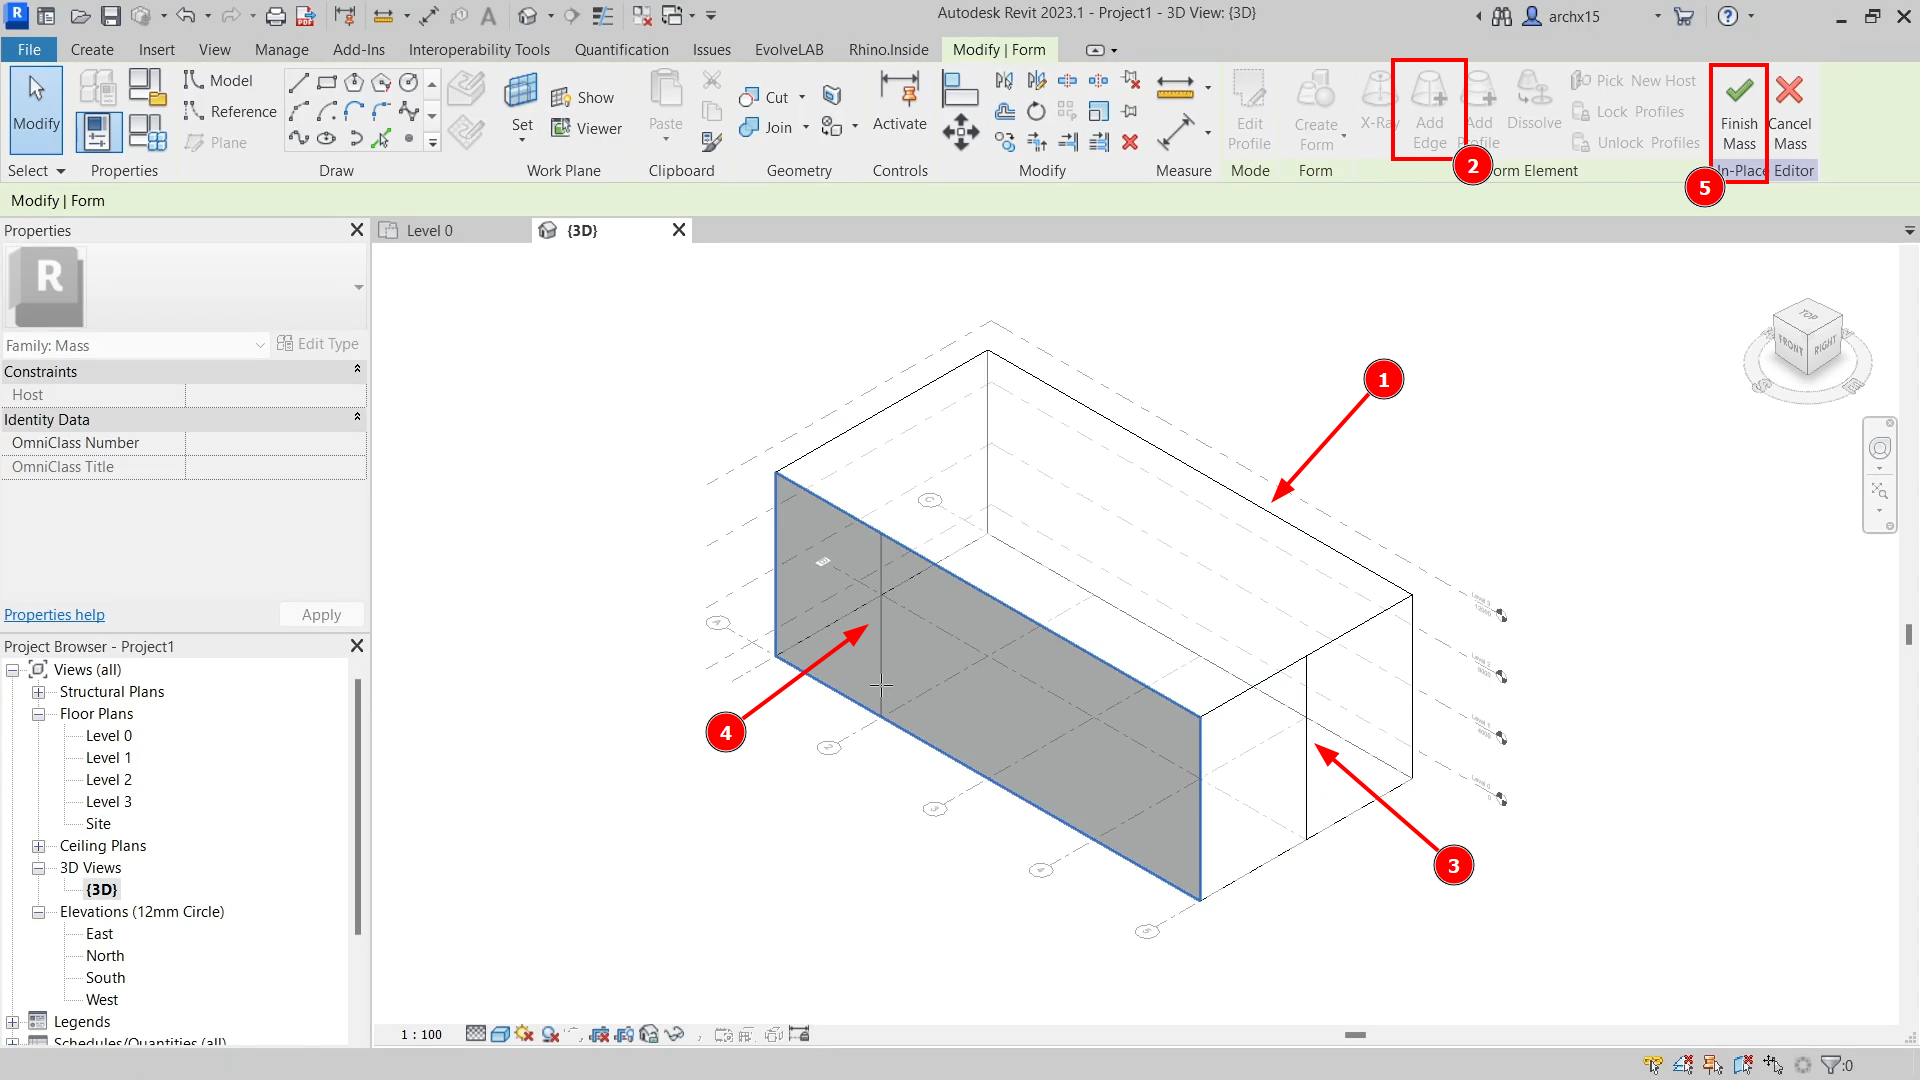 R
Autodesk Revit 2023.1 - Project1 - 3D View: {3D}
archx15
File Create Insert View Manage Add-Ins Interoperability Tools Quantification Issues EvolveLAB Rhino.Inside Modify | Form
Modify
Model
Reference
Plane
Set
Show
Viewer
Paste
Cut
Join
Activate
Edit Profile
Create Form
X-Ray
Add Edge
Add
Dissolve
Pick New Host
Lock Profiles
Unlock Profiles
Finish Mass
Cancel Mass
Select Properties Draw Work Plane Clipboard Geometry Controls Modify Measure Mode Form
Editor
2
5
Modify | Form
Properties
Level 0
{3D}
R
Family: Mass
Edit Type
Constraints
Host
Identity Data
OmniClass Number
OmniClass Title
Properties help
Apply
Project Browser - Project1
Views (all)
Structural Plans
Floor Plans
Level 0
Level 1
Level 2
Level 3
Site
Ceiling Plans
3D Views
{3D}
Elevations (12mm Circle)
East
North
South
West
Legends
Schedules/Quantities (all)
TOP
FRONT
RIGHT
1
4
3
1 : 100
:0